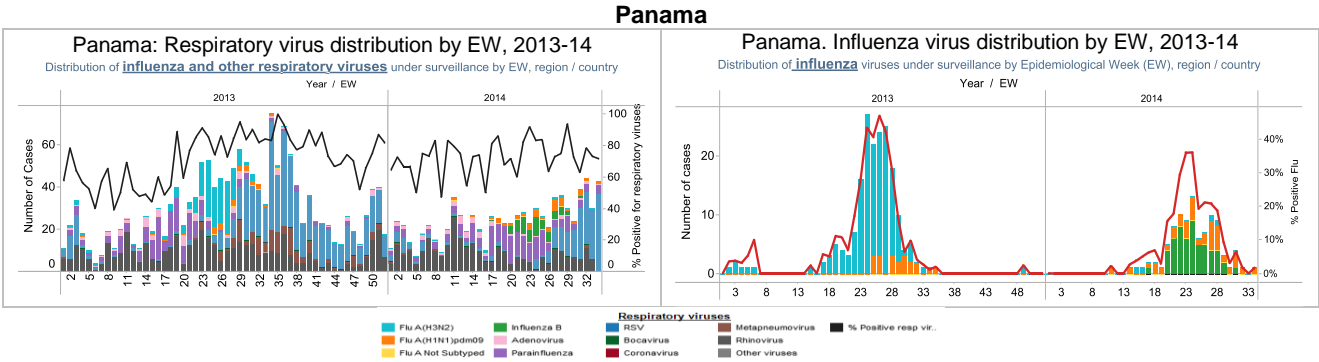 Panama
Panama: Respiratory virus distribution by EW, 2013-14
Distribution of influenza and other respiratory viruses under surveillance by EW, region / country
Year / EW
2013 2014
Number of Cases
60
40
20
0
100
80
60
40
20
0
% Positive for respiratory viruses
2 5 8 11 14 17 20 23 26 29 32 35 38 41 44 47 50 2 5 8 11 14 17 20 23 26 29 32
Panama. Influenza virus distribution by EW, 2013-14
Distribution of influenza viruses under surveillance by Epidemiological Week (EW), region / country
Year / EW
2013 2014
Number of cases
20
10
0
40%
30%
20%
10%
0%
% Positive Flu
3 8 13 18 23 28 33 38 43 48 3 8 13 18 23 28 33
Respiratory viruses
Flu A(H3N2) Influenza B RSV Metapneumovirus % Positive resp vir..
Flu A(H1N1)pdm09 Adenovirus Bocavirus Rhinovirus
Flu A Not Subtyped Parainfluenza Coronavirus Other viruses